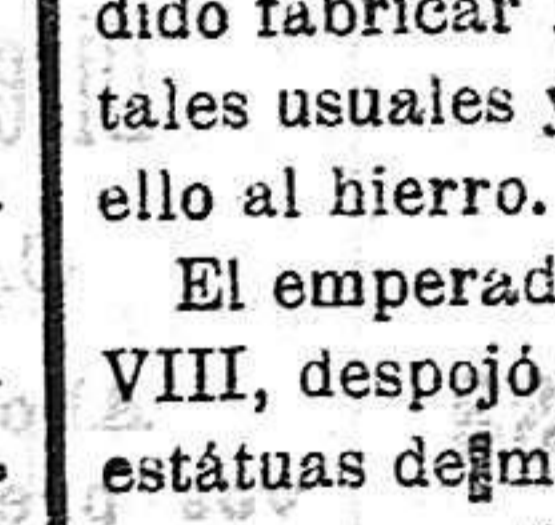 dido fabricar
tales usuales y
ello al hierro.
El emperad
VIII, despojó
estátuas de m